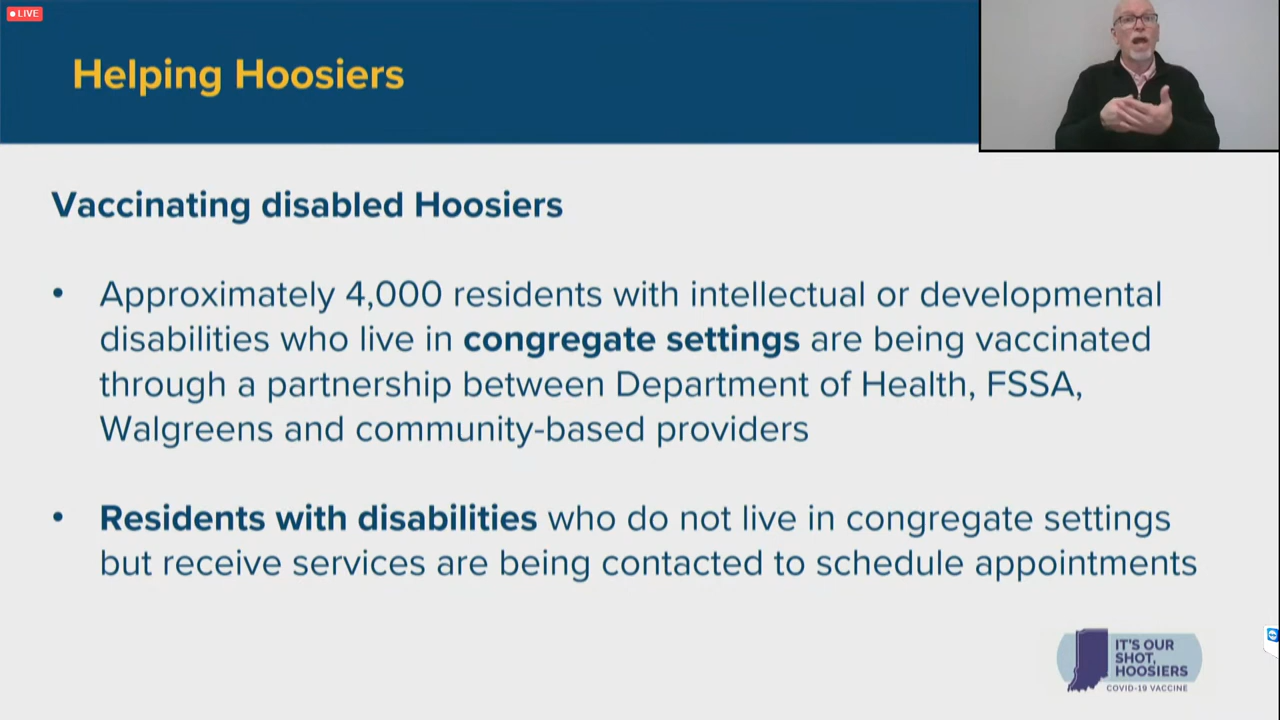 LIVE
Helping Hoosiers
Vaccinating disabled Hoosiers
• Approximately 4,000 residents with intellectual or developmental
disabilities who live in congregate settings are being vaccinated
through a partnership between Department of Health, FSSA,
Walgreens and community-based providers
• Residents with disabilities who do not live in congregate settings
but receive services are being contacted to schedule appointments
IT'S OUR
SHOT,
HOOSIERS
COVID-19 VACCINE